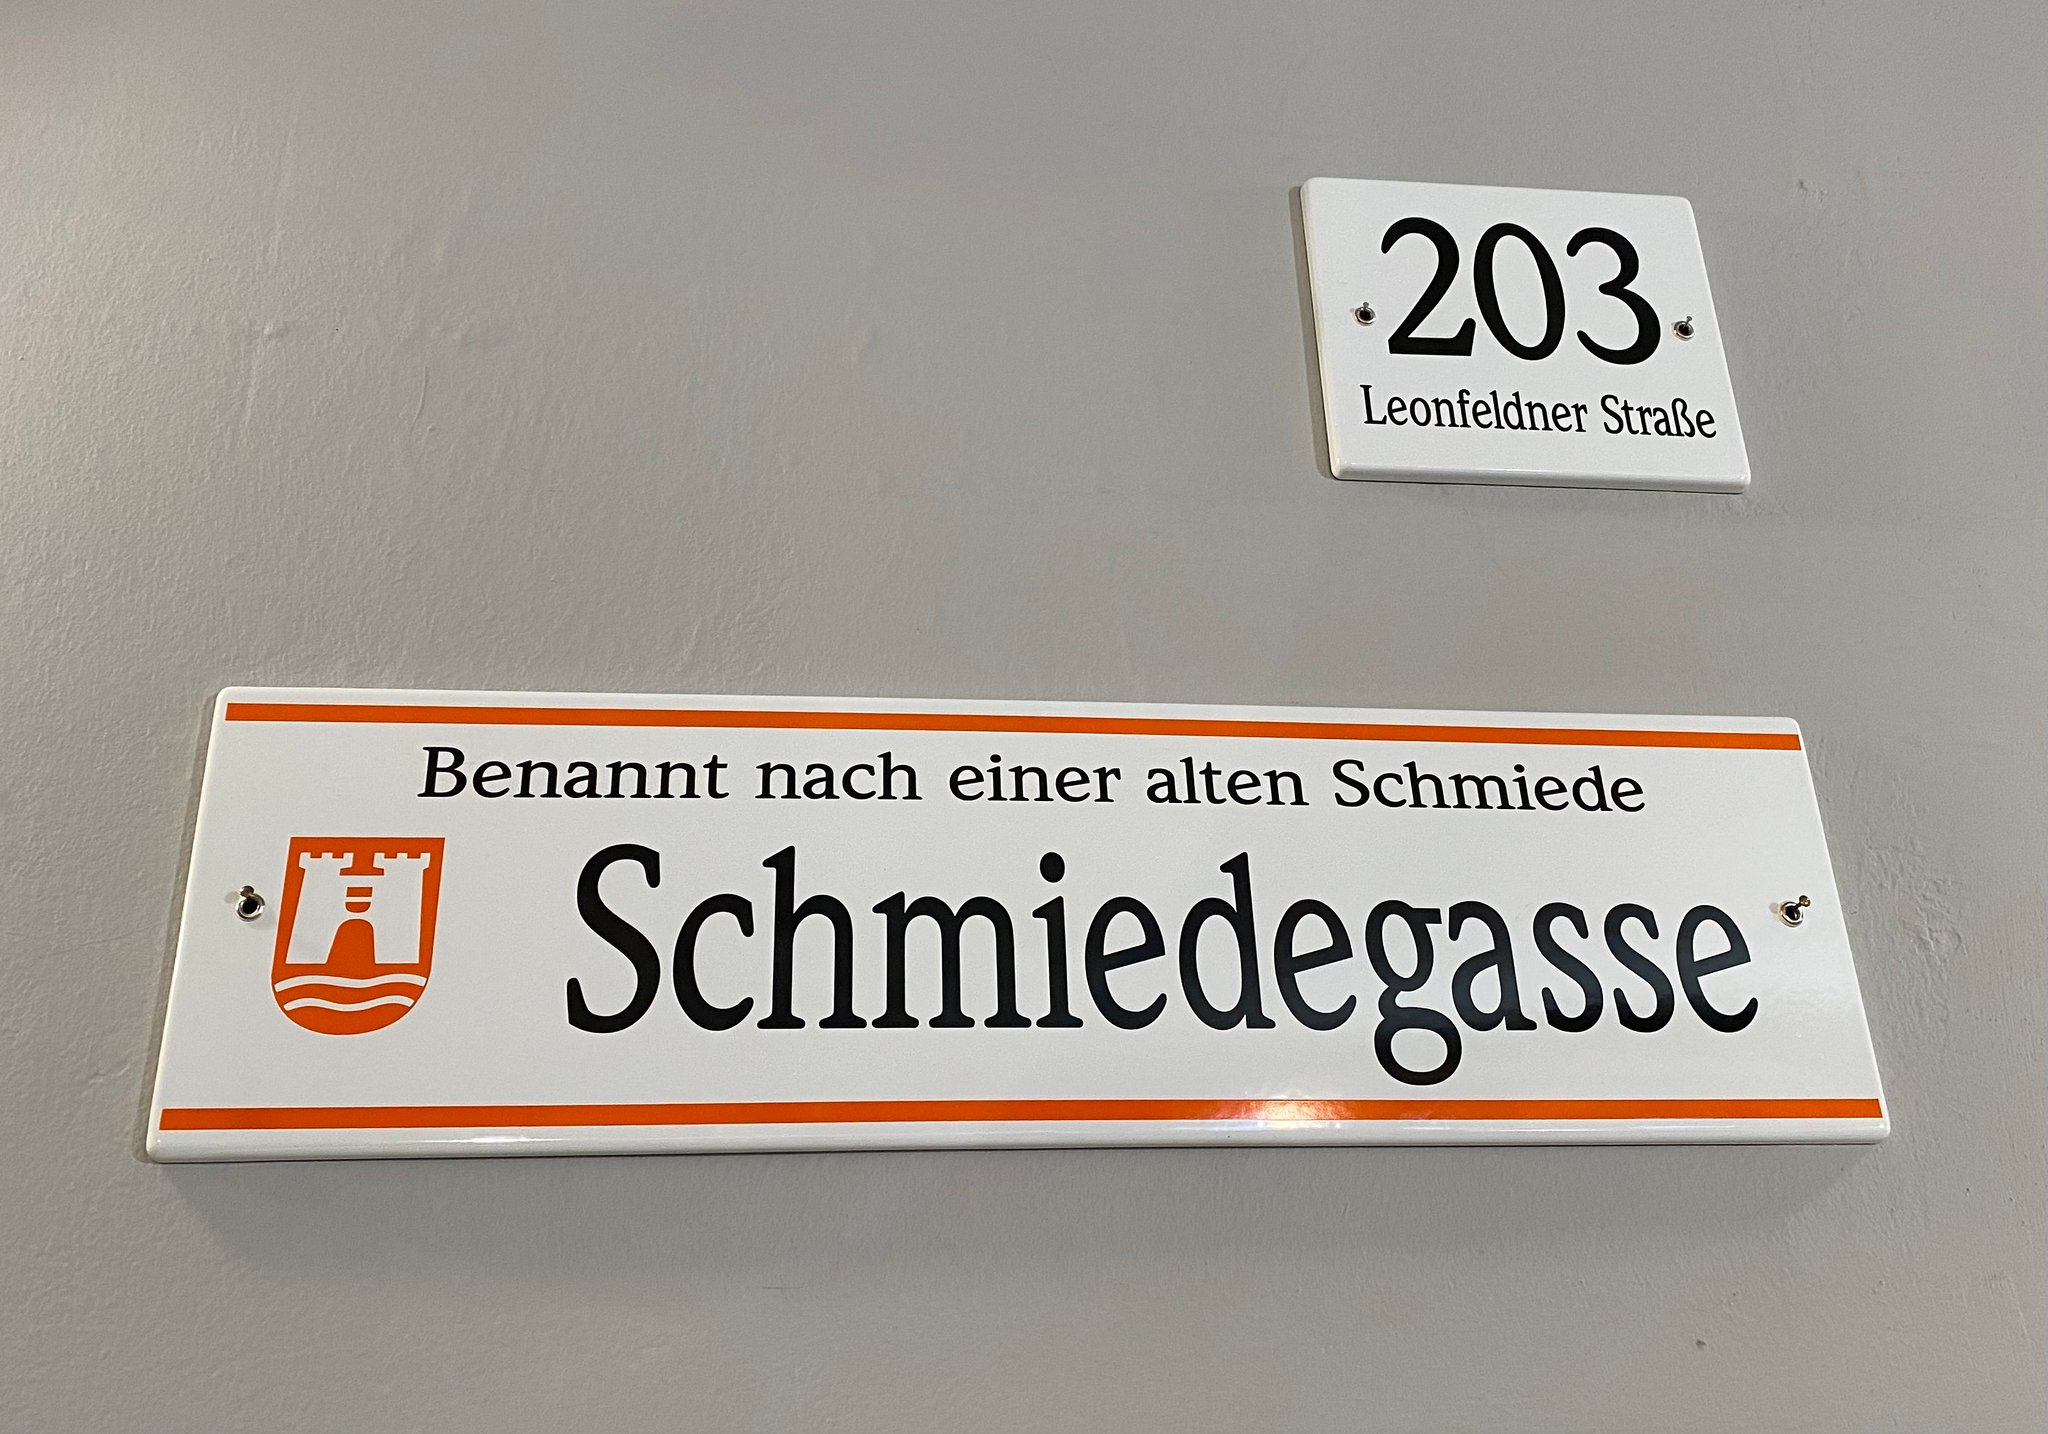 203
Leonfeldner Straße
Benannt nach einer alten Schmiede
Schmiedegasse